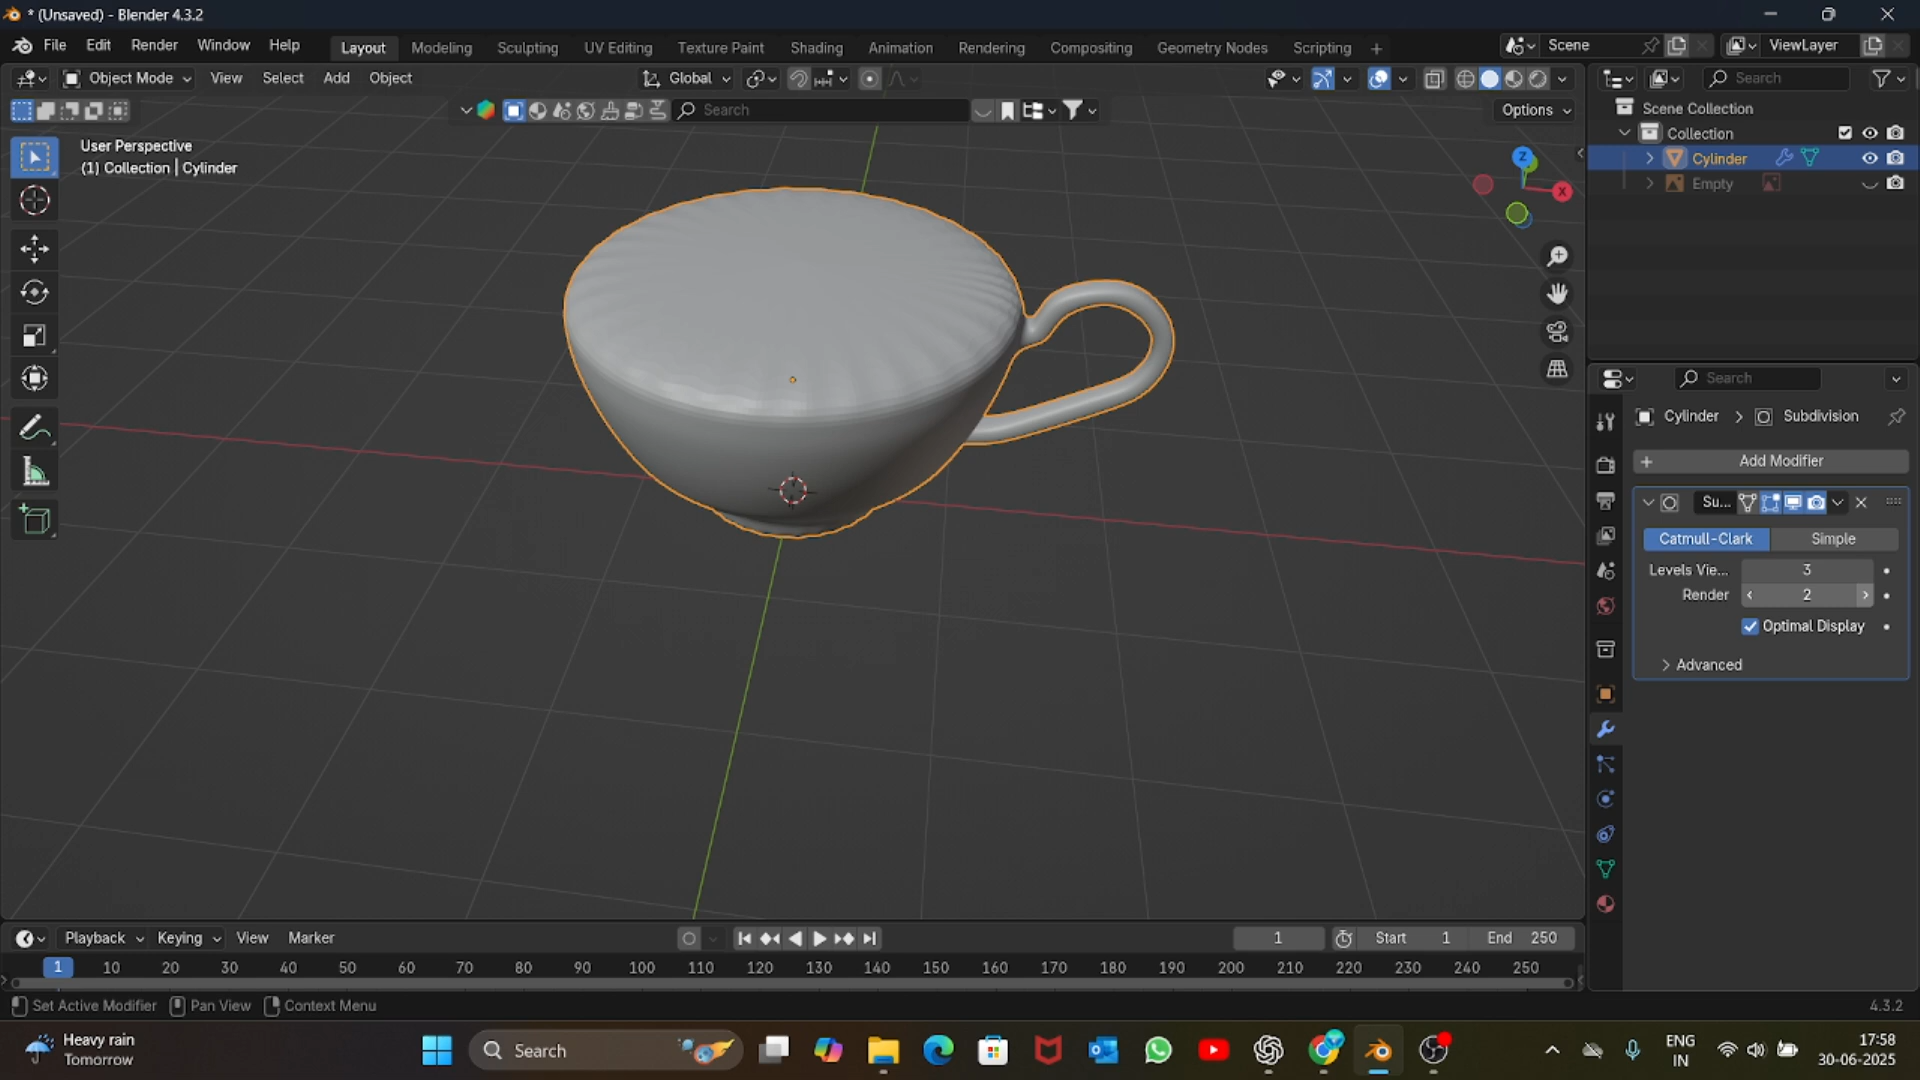 * (Unsaved) - Blender 4.3.2
File Edit Render Window Help
Layout Modeling Sculpting UV Editing Texture Paint Shading Animation Rendering Compositing Geometry Nodes Scripting +
Scene
ViewLayer
Object Mode View Select Add Object
Global
Search
Search
Options
User Perspective
(1) Collection | Cylinder
Z
X
Scene Collection
Collection
Cylinder
Empty
Search
Cylinder > Subdivision
+ Add Modifier
Su...
Catmull-Clark Simple
Levels Vie... 3
Render 2
Optimal Display
Advanced
Playback Keying View Marker
1 Start 1 End 250
1 10 20 30 40 50 60 70 80 90 100 110 120 130 140 150 160 170 180 190 200 210 220 230 240 250
Set Active Modifier Pan View Context Menu
4.3.2
Heavy rain
Tomorrow
Search
ENG
IN
17:58
30-06-2025